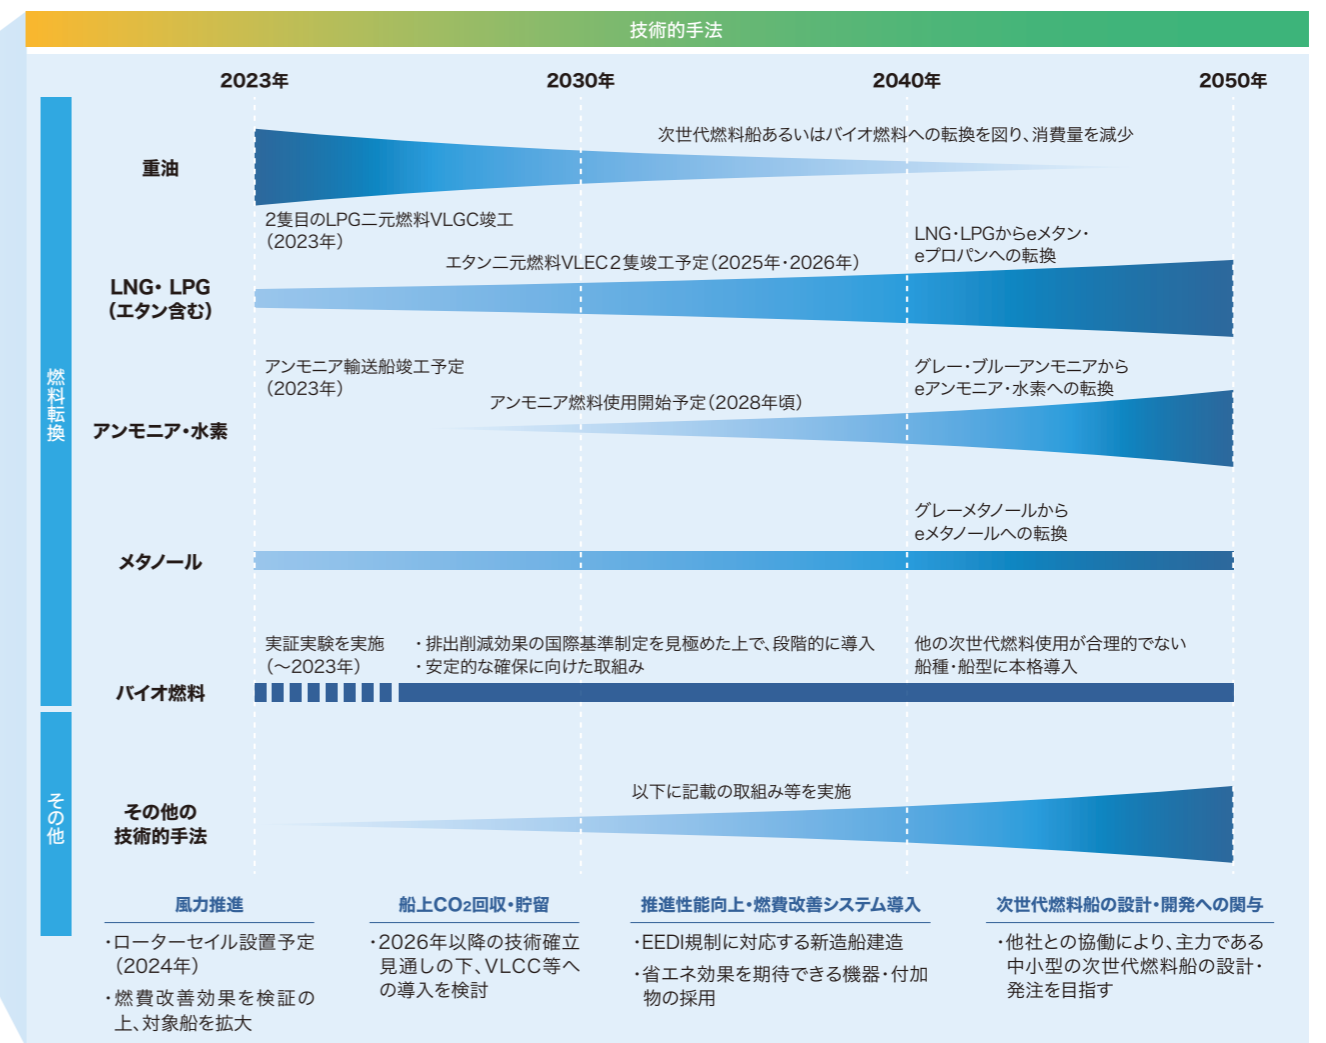 技術的手法
2023年
2030年
2040年
2050年
燃料転換
重油
次世代燃料船あるいはバイオ燃料への転換を図り、消費量を減少
LNG・LPG
（エタン含む）
2隻目のLPG二元燃料VLGC竣工
（2023年）
エタン二元燃料VLEC2隻竣工予定（2025年・2026年）
LNG・LPGからeメタン・
eプロパンへの転換
アンモニア・水素
アンモニア輸送船竣工予定
（2023年）
アンモニア燃料使用開始予定（2028年頃）
グレー・ブルーアンモニアから
eアンモニア・水素への転換
メタノール
グレーメタノールから
eメタノールへの転換
バイオ燃料
実証実験を実施
（～2023年）
・排出削減効果の国際基準制定を見極めた上で、段階的に導入
・安定的な確保に向けた取組み
他の次世代燃料使用が合理的でない
船種・船型に本格導入
その他
その他の
技術的手法
以下に記載の取組み等を実施
風力推進
・ローターセイル設置予定
（2024年）
・燃費改善効果を検証の
上、対象船を拡大
船上CO2回収・貯留
・2026年以降の技術確立
見通しの下、VLCC等へ
の導入を検討
推進性能向上・燃費改善システム導入
・EEDI規制に対応する新造船建造
・省エネ効果を期待できる機器・付加
物の採用
次世代燃料船の設計・開発への関与
・他社との協働により、主力である
中小型の次世代燃料船の設計・
発注を目指す